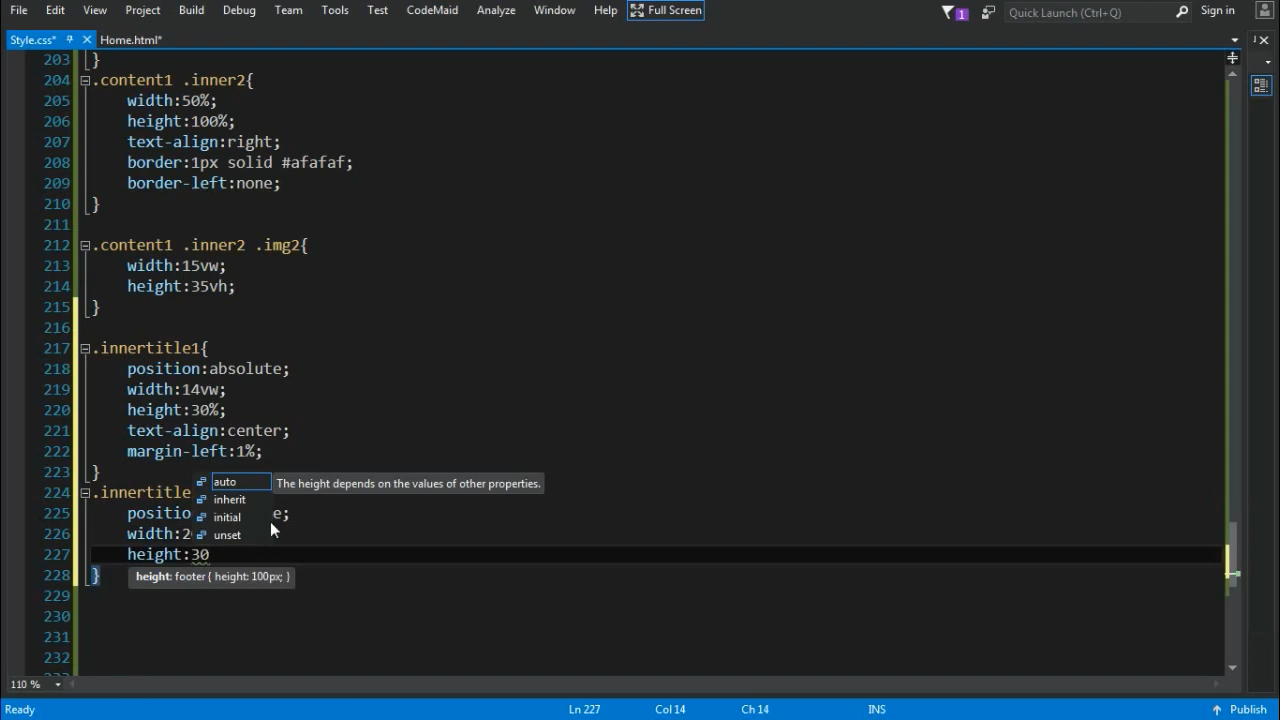 File Edit View Project Build Debug Team Tools Test CodeMaid Analyze Window Help Full Screen 1 Quick Launch (Ctrl+Q) Sign in
Style.css* Home.html*
203 }
204 .content1 .inner2{
205 width:50%;
206 height:100%;
207 text-align:right;
208 border:1px solid #afafaf;
209 border-left:none;
210 }
211
212 .content1 .inner2 .img2{
213 width:15vw;
214 height:35vh;
215 }
216
217 .innertitle1{
218 position:absolute;
219 width:14vw;
220 height:30%;
221 text-align:center;
222 margin-left:1%;
223 }
auto The height depends on the values of other properties.
224 .innertitle
inherit
225 positio e;
initial
226 width:2
unset
227 height:30
228 } height: footer { height: 100px; }
229
230
231
232
110 %
Ready Ln 227 Col 14 Ch 14 INS Publish